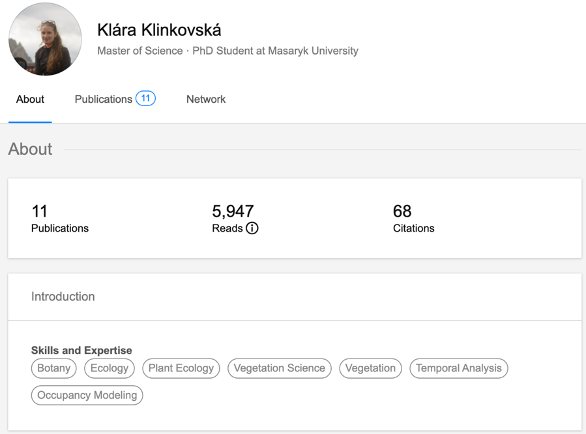 Klára Klinkovská
Master of Science · PhD Student at Masaryk University
About
Publications 11
Network
About
11
Publications
5,947
Reads
68
Citations
Introduction
Skills and Expertise
Botany
Ecology
Plant Ecology
Vegetation Science
Vegetation
Temporal Analysis
Occupancy Modeling